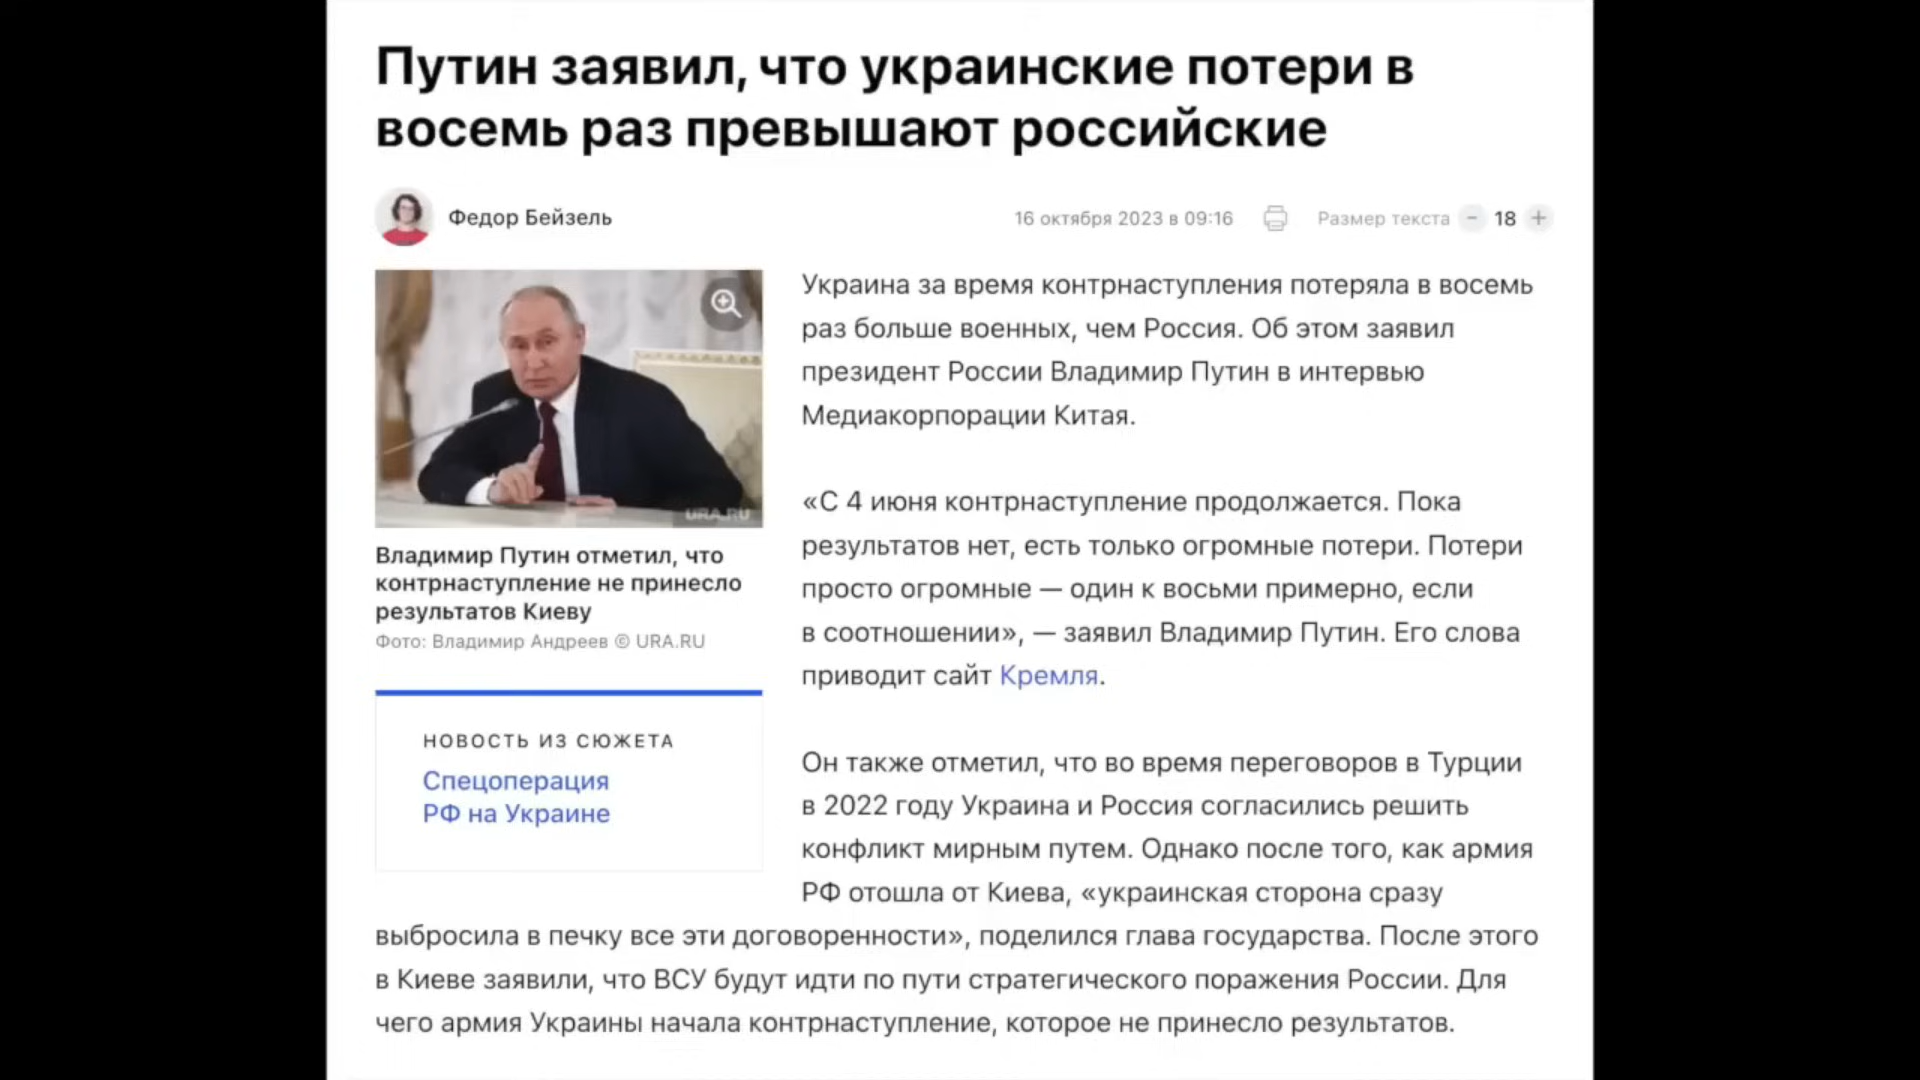 Путин заявил, что украинские потери в
восемь раз превышают российские
Федор Бейзель
16 октября 2023 в 09:16
Размер текста − 18 +
URA.RU
Владимир Путин отметил, что
контрнаступление не принесло
результатов Киеву
Фото: Владимир Андреев © URA.RU
НОВОСТЬ ИЗ СЮЖЕТА
Спецоперация
РФ на Украине
Украина за время контрнаступления потеряла в восемь
раз больше военных, чем Россия. Об этом заявил
президент России Владимир Путин в интервью
Медиакорпорации Китая.
«С 4 июня контрнаступление продолжается. Пока
результатов нет, есть только огромные потери. Потери
просто огромные — один к восьми примерно, если
в соотношении», — заявил Владимир Путин. Его слова
приводит сайт Кремля.
Он также отметил, что во время переговоров в Турции
в 2022 году Украина и Россия согласились решить
конфликт мирным путем. Однако после того, как армия
РФ отошла от Киева, «украинская сторона сразу
выбросила в печку все эти договоренности», поделился глава государства. После этого
в Киеве заявили, что ВСУ будут идти по пути стратегического поражения России. Для
чего армия Украины начала контрнаступление, которое не принесло результатов.